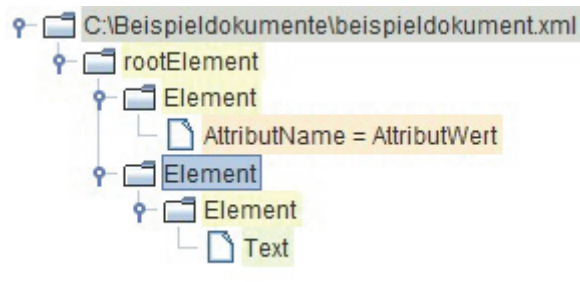 C:\Beispieldokumente\beispieldokument.xml
rootElement
Element
AttributName = AttributWert
Element
Element
Text